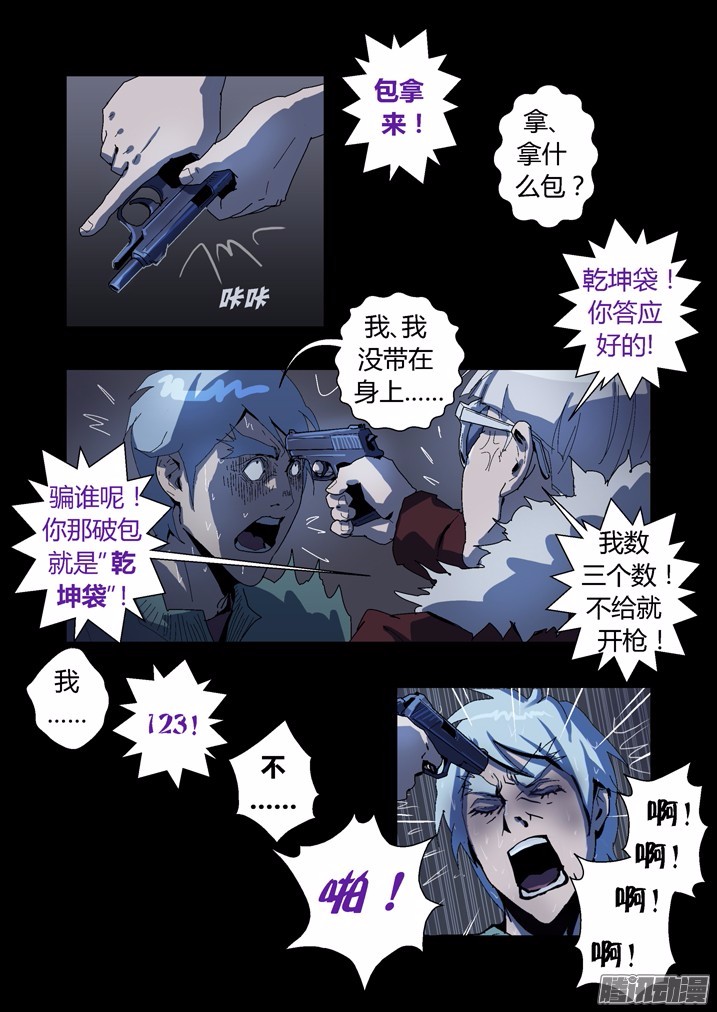 包拿
来！
拿、
拿什
么包？
咔咔
乾坤袋！
你答应
好的!
我、我
没带在
身上……
骗谁呢！
你那破包
就是“乾
坤袋”！
我数
三个数！
不给就
开枪！
我
……
123!
不
……
啪！
啊！
啊！
啊！
啊！
腾讯动漫